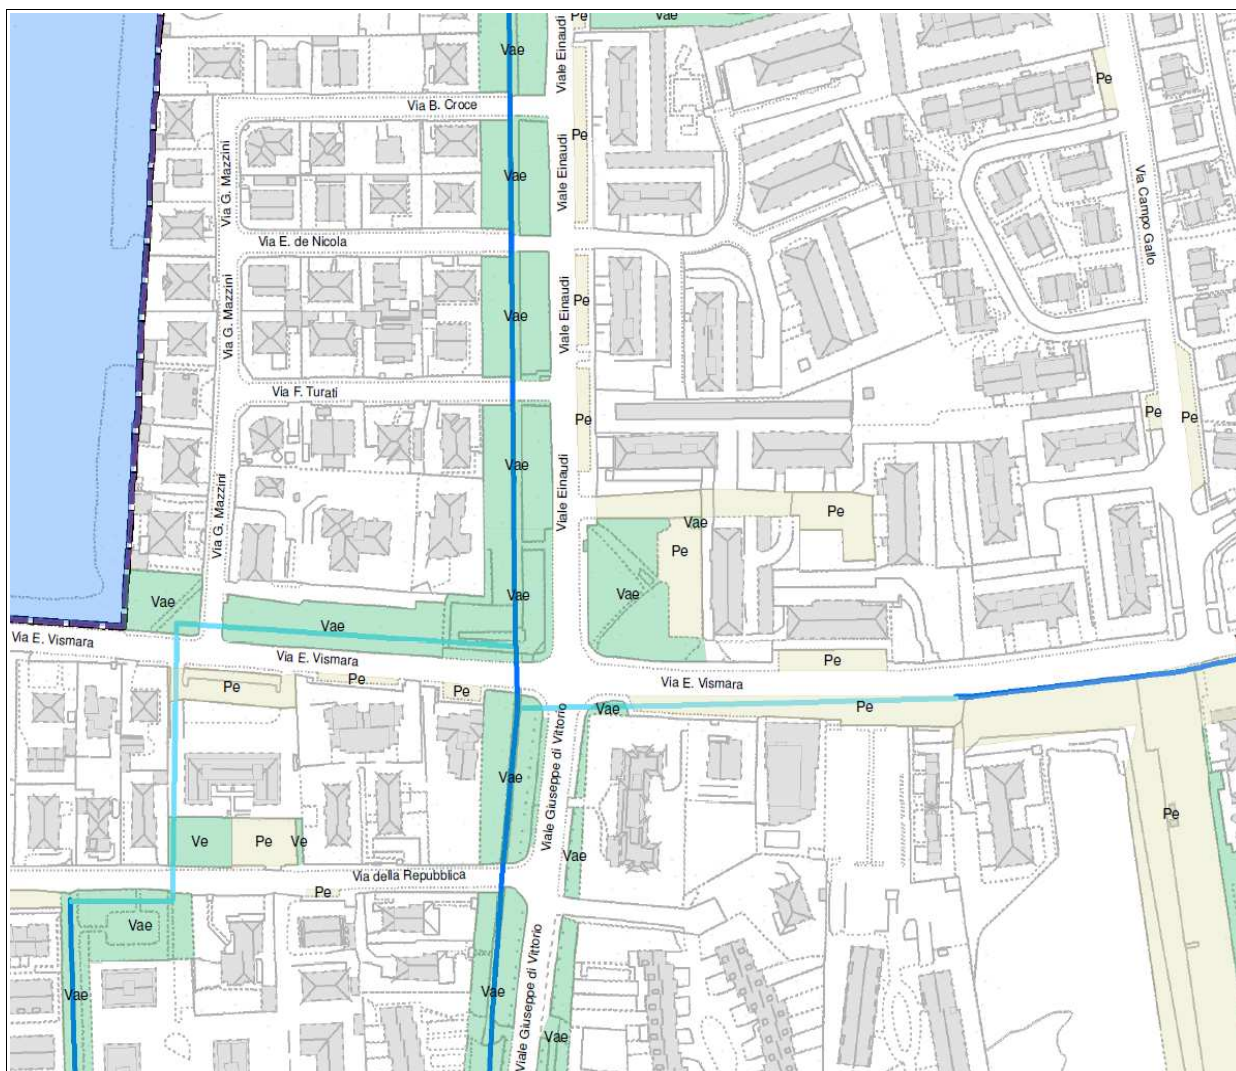 Pe
Vae
Vae
Viale Einaudi
Pe
Via B. Croce
Pe
Viale Einaudi
Vae
Via G. Mazzini
Via Campo Gallo
Via E. de Nicola
Viale Einaudi
Vae
Pe
Via G. Mazzini
Via F. Turati
Pe
Pe
Pe
Vae
Viale Einaudi
Via G. Mazzini
Pe
Vae
Pe
Vae
Vae
Vae
Vae
Via E. Vismara
Via E. Vismara
Pe
Pe
Pe
Pe
Via E. Vismara
Vae
Pe
Viale Giuseppe di Vittorio
Vae
Pe
Ve
Pe
Ve
Vae
Via della Repubblica
Pe
Vae
Viale Giuseppe di Vittorio
Vae
Vae
Vae